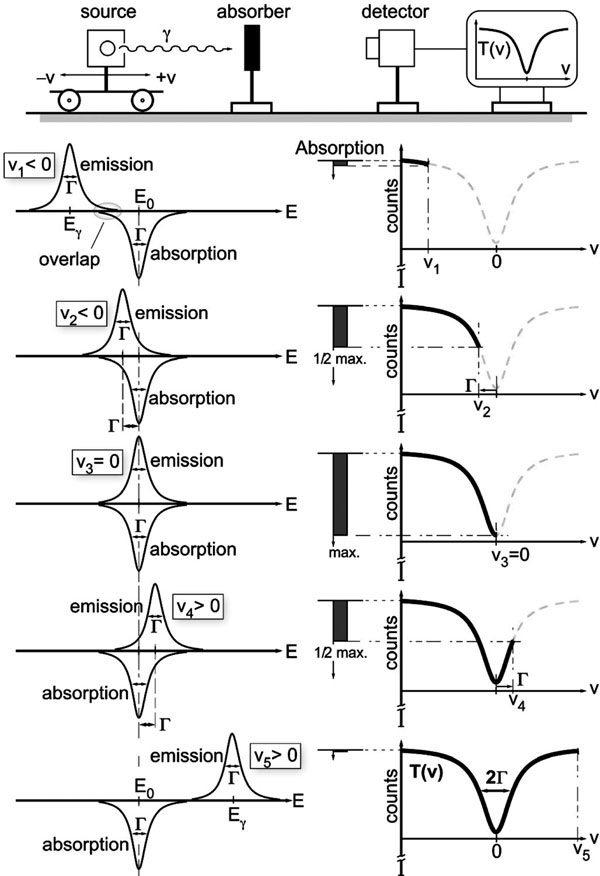 source
absorber
detector
γ
T(v)
v
−v
+v
v₁< 0
emission
Γ
E₀
E
Eγ
overlap
Γ
absorption
Absorption
counts
v₁
0
v
v₂< 0
emission
Γ
E
absorption
Γ
1/2 max.
counts
Γ
v₂
v
v₃= 0
emission
Γ
E
Γ
absorption
max.
counts
v₃=0
v
emission
v₄> 0
Γ
E
absorption
Γ
1/2 max.
counts
Γ
v₄
v
emission
v₅> 0
Γ
E₀
E
Eγ
absorption
Γ
counts
T(v)
2Γ
0
v₅
v